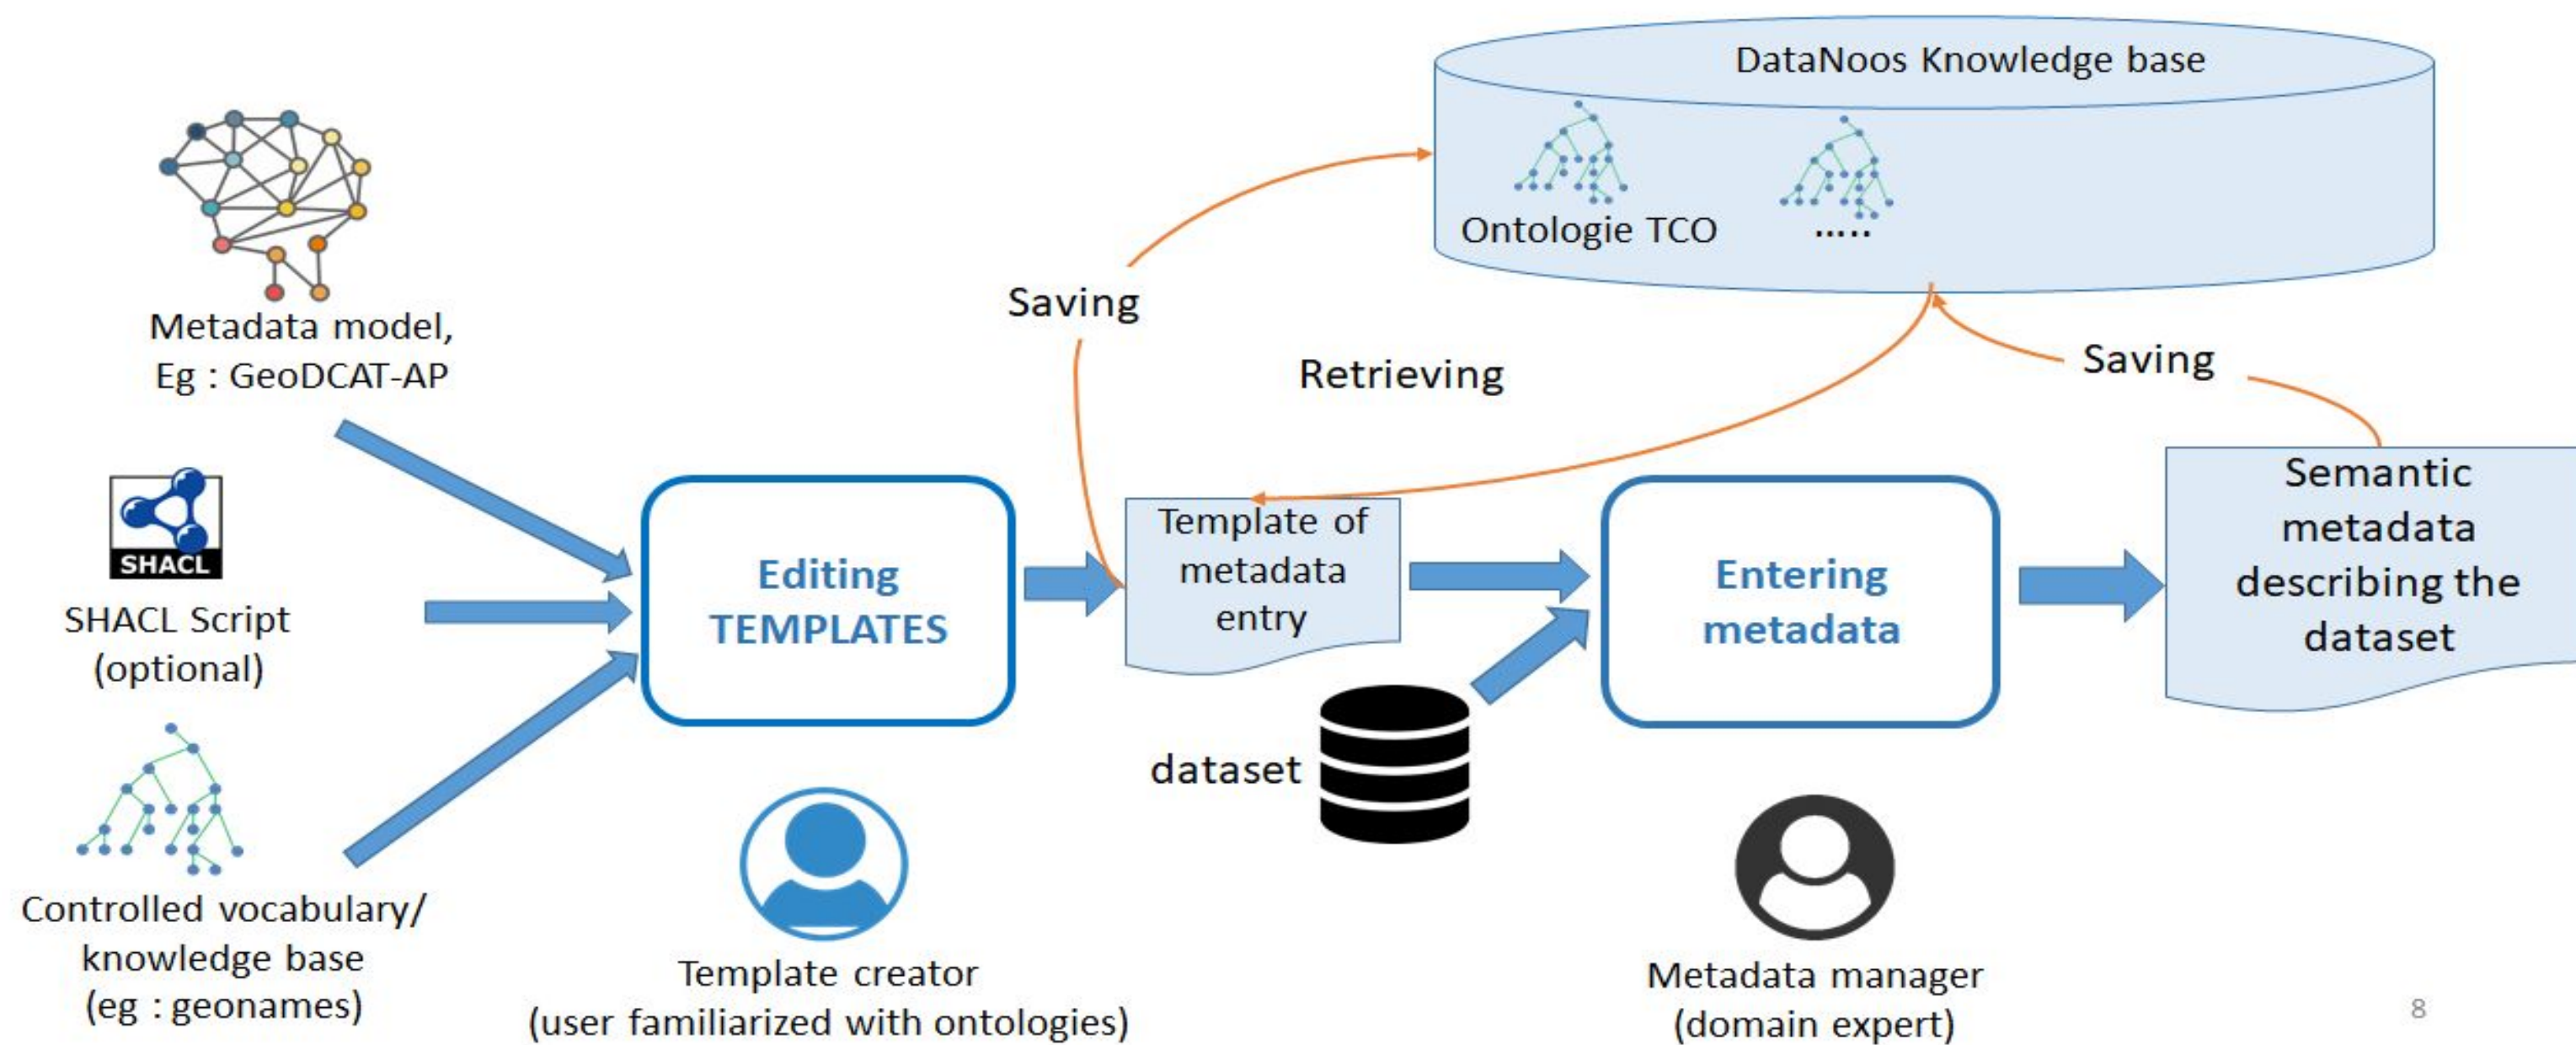 DataNoos Knowledge base
Ontologie TCO
.....
Metadata model,
Eg : GeoDCAT-AP
SHACL
SHACL Script
(optional)
Controlled vocabulary/
knowledge base
(eg : geonames)
Editing
TEMPLATES
Template creator
(user familiarized with ontologies)
Saving
Retrieving
Saving
Template of
metadata
entry
dataset
Entering
metadata
Metadata manager
(domain expert)
Semantic
metadata
describing the
dataset
8